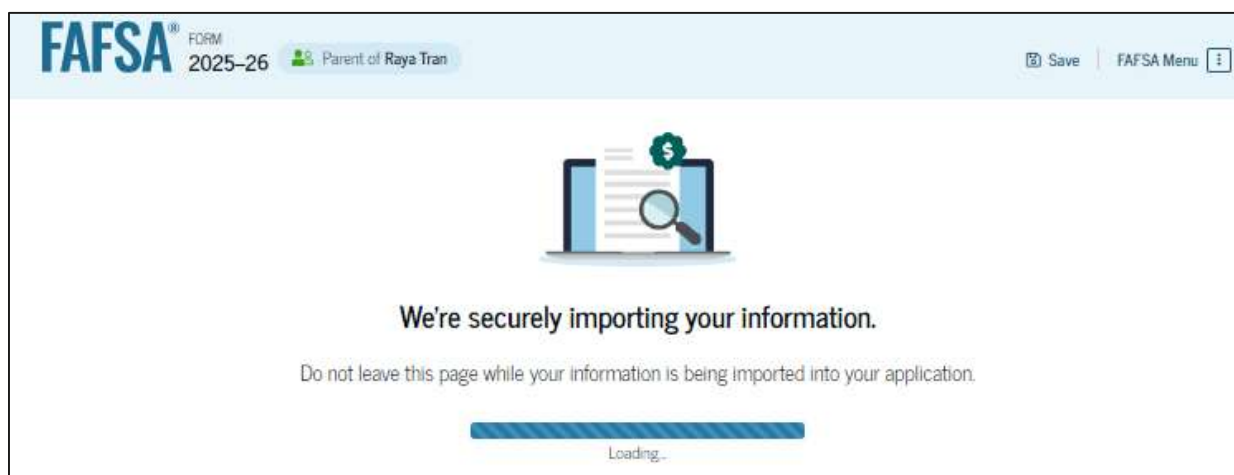 FAFSA® FORM
2025–26
Parent of Raya Tran
Save
FAFSA Menu
$
We're securely importing your information.
Do not leave this page while your information is being imported into your application.
Loading...